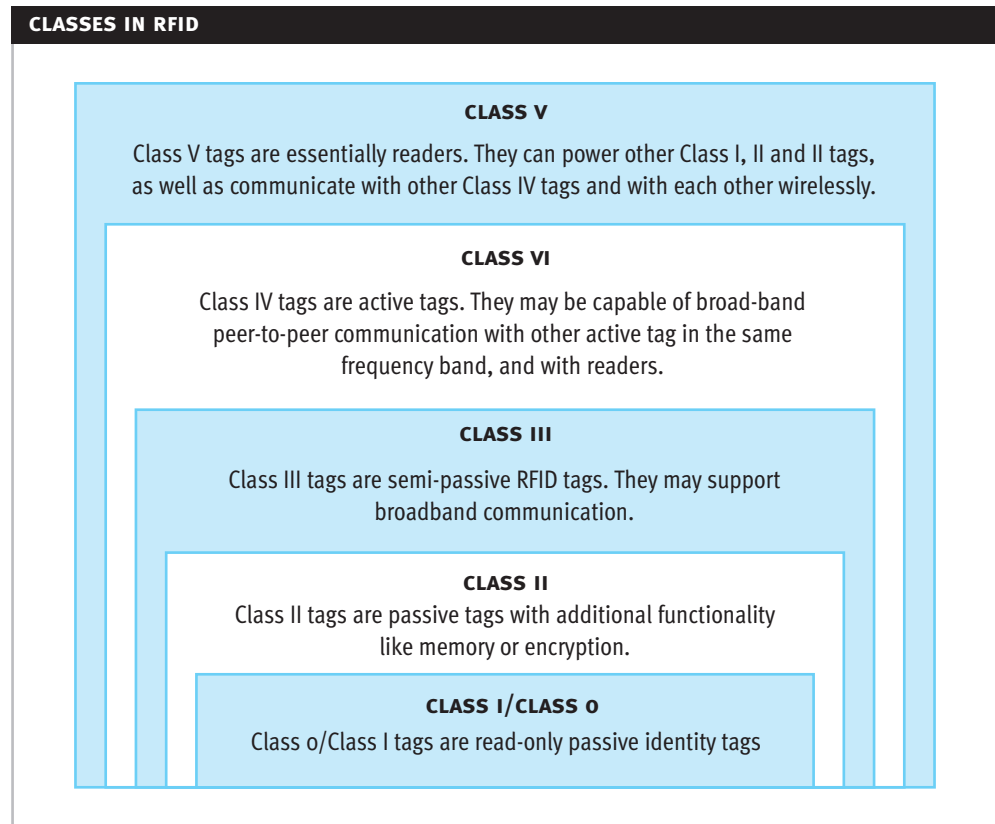 CLASSES IN RFID
CLASS V
Class V tags are essentially readers. They can power other Class I, II and II tags,
as well as communicate with other Class IV tags and with each other wirelessly.
CLASS VI
Class IV tags are active tags. They may be capable of broad-band
peer-to-peer communication with other active tag in the same
frequency band, and with readers.
CLASS III
Class III tags are semi-passive RFID tags. They may support
broadband communication.
CLASS II
Class II tags are passive tags with additional functionality
like memory or encryption.
CLASS I/CLASS 0
Class 0/Class I tags are read-only passive identity tags